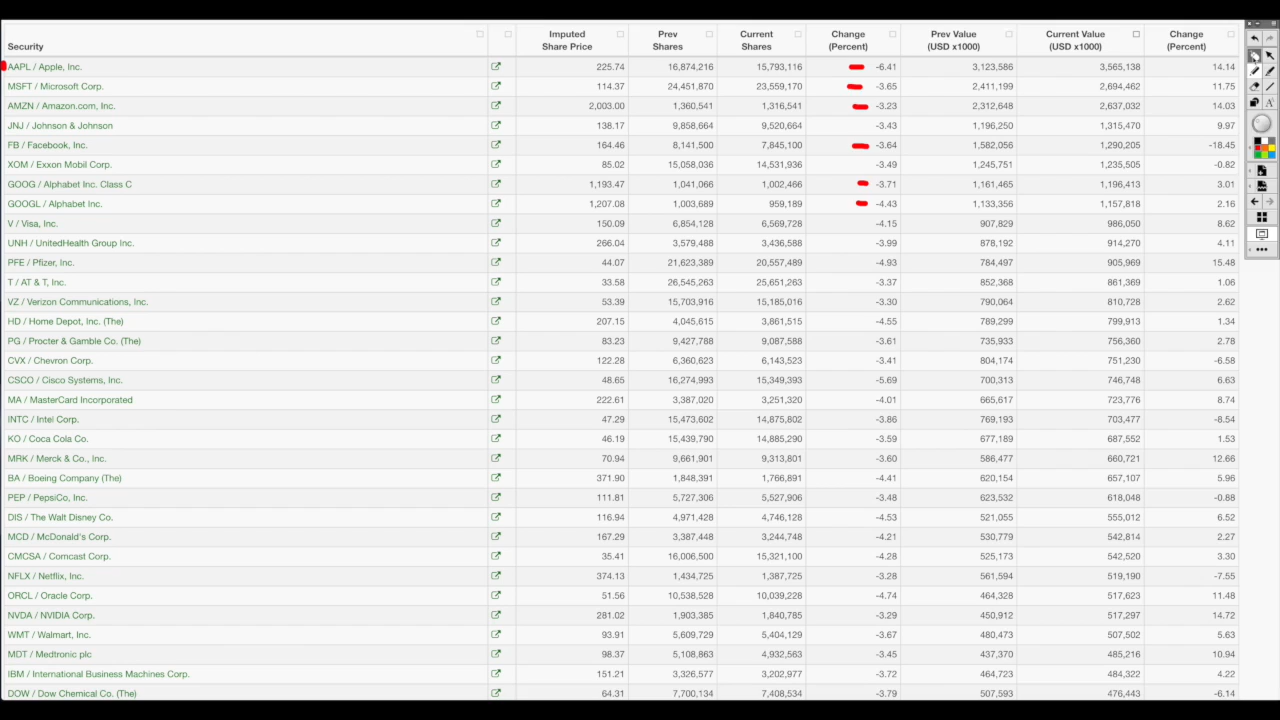 Security Imputed Share Price Prev Shares Current Shares Change (Percent) Prev Value (USD x1000) Current Value (USD x1000) Change (Percent)
AAPL / Apple, Inc. 225.74 16,874,216 15,793,116 -6.41 3,123,586 3,565,138 14.14
MSFT / Microsoft Corp. 114.37 24,451,870 23,559,170 -3.65 2,411,199 2,694,462 11.75
AMZN / Amazon.com, Inc. 2,003.00 1,360,541 1,316,541 -3.23 2,312,648 2,637,032 14.03
JNJ / Johnson & Johnson 138.17 9,858,664 9,520,664 -3.43 1,196,250 1,315,470 9.97
FB / Facebook, Inc. 164.46 8,141,500 7,845,100 -3.64 1,582,056 1,290,205 -18.45
XOM / Exxon Mobil Corp. 85.02 15,058,036 14,531,936 -3.49 1,245,751 1,235,505 -0.82
GOOG / Alphabet Inc. Class C 1,193.47 1,041,066 1,002,466 -3.71 1,161,465 1,196,413 3.01
GOOGL / Alphabet Inc. 1,207.08 1,003,689 959,189 -4.43 1,133,356 1,157,818 2.16
V / Visa, Inc. 150.09 6,854,128 6,569,728 -4.15 907,829 986,050 8.62
UNH / UnitedHealth Group Inc. 266.04 3,579,488 3,436,588 -3.99 878,192 914,270 4.11
PFE / Pfizer, Inc. 44.07 21,623,389 20,557,489 -4.93 784,497 905,969 15.48
T / AT & T, Inc. 33.58 26,545,263 25,651,263 -3.37 852,368 861,369 1.06
VZ / Verizon Communications, Inc. 53.39 15,703,916 15,185,016 -3.30 790,064 810,728 2.62
HD / Home Depot, Inc. (The) 207.15 4,045,615 3,861,515 -4.55 789,299 799,913 1.34
PG / Procter & Gamble Co. (The) 83.23 9,427,788 9,087,588 -3.61 735,933 756,360 2.78
CVX / Chevron Corp. 122.28 6,360,623 6,143,523 -3.41 804,174 751,230 -6.58
CSCO / Cisco Systems, Inc. 48.65 16,274,993 15,349,393 -5.69 700,313 746,748 6.63
MA / MasterCard Incorporated 222.61 3,387,020 3,251,320 -4.01 665,617 723,776 8.74
INTC / Intel Corp. 47.29 15,473,602 14,875,802 -3.86 769,193 703,477 -8.54
KO / Coca Cola Co. 46.19 15,439,790 14,885,290 -3.59 677,189 687,552 1.53
MRK / Merck & Co., Inc. 70.94 9,661,901 9,313,801 -3.60 586,477 660,721 12.66
BA / Boeing Company (The) 371.90 1,848,391 1,766,891 -4.41 620,154 657,107 5.96
PEP / PepsiCo, Inc. 111.81 5,727,306 5,527,906 -3.48 623,532 618,048 -0.88
DIS / The Walt Disney Co. 116.94 4,971,428 4,746,128 -4.53 521,055 555,012 6.52
MCD / McDonald's Corp. 167.29 3,387,448 3,244,748 -4.21 530,779 542,814 2.27
CMCSA / Comcast Corp. 35.41 16,006,500 15,321,100 -4.28 525,173 542,520 3.30
NFLX / Netflix, Inc. 374.13 1,434,725 1,387,725 -3.28 561,594 519,190 -7.55
ORCL / Oracle Corp. 51.56 10,538,528 10,039,228 -4.74 464,328 517,623 11.48
NVDA / NVIDIA Corp. 281.02 1,903,385 1,840,785 -3.29 450,912 517,297 14.72
WMT / Walmart, Inc. 93.91 5,609,729 5,404,129 -3.67 480,473 507,502 5.63
MDT / Medtronic plc 98.37 5,108,863 4,932,563 -3.45 437,370 485,216 10.94
IBM / International Business Machines Corp. 151.21 3,326,577 3,202,977 -3.72 464,723 484,322 4.22
DOW / Dow Chemical Co. (The) 64.31 7,700,134 7,408,534 -3.79 507,593 476,443 -6.14